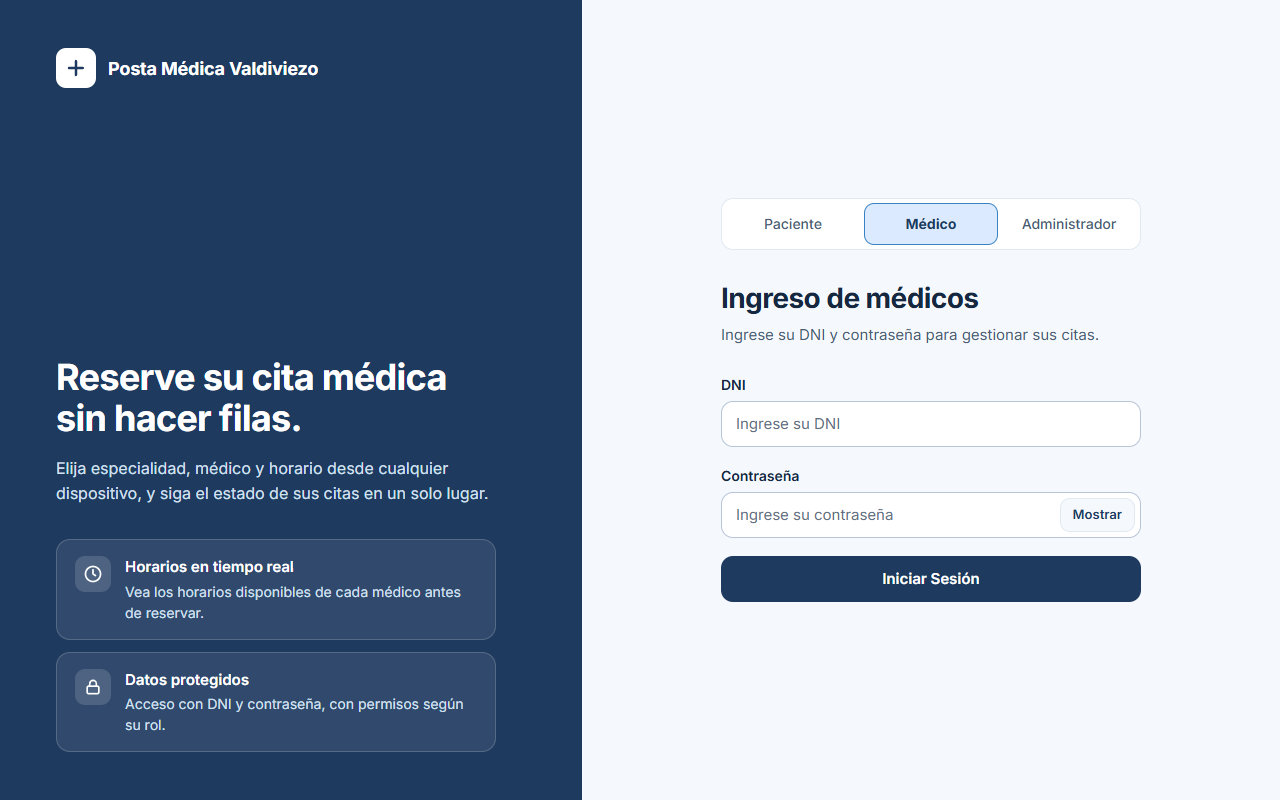 Posta Médica Valdiviezo
Reserve su cita médica
sin hacer filas.
Elija especialidad, médico y horario desde cualquier
dispositivo, y siga el estado de sus citas en un solo lugar.
Horarios en tiempo real
Vea los horarios disponibles de cada médico antes
de reservar.
Datos protegidos
Acceso con DNI y contraseña, con permisos según
su rol.
Paciente
Médico
Administrador
Ingreso de médicos
Ingrese su DNI y contraseña para gestionar sus citas.
DNI
Ingrese su DNI
Contraseña
Ingrese su contraseña
Mostrar
Iniciar Sesión